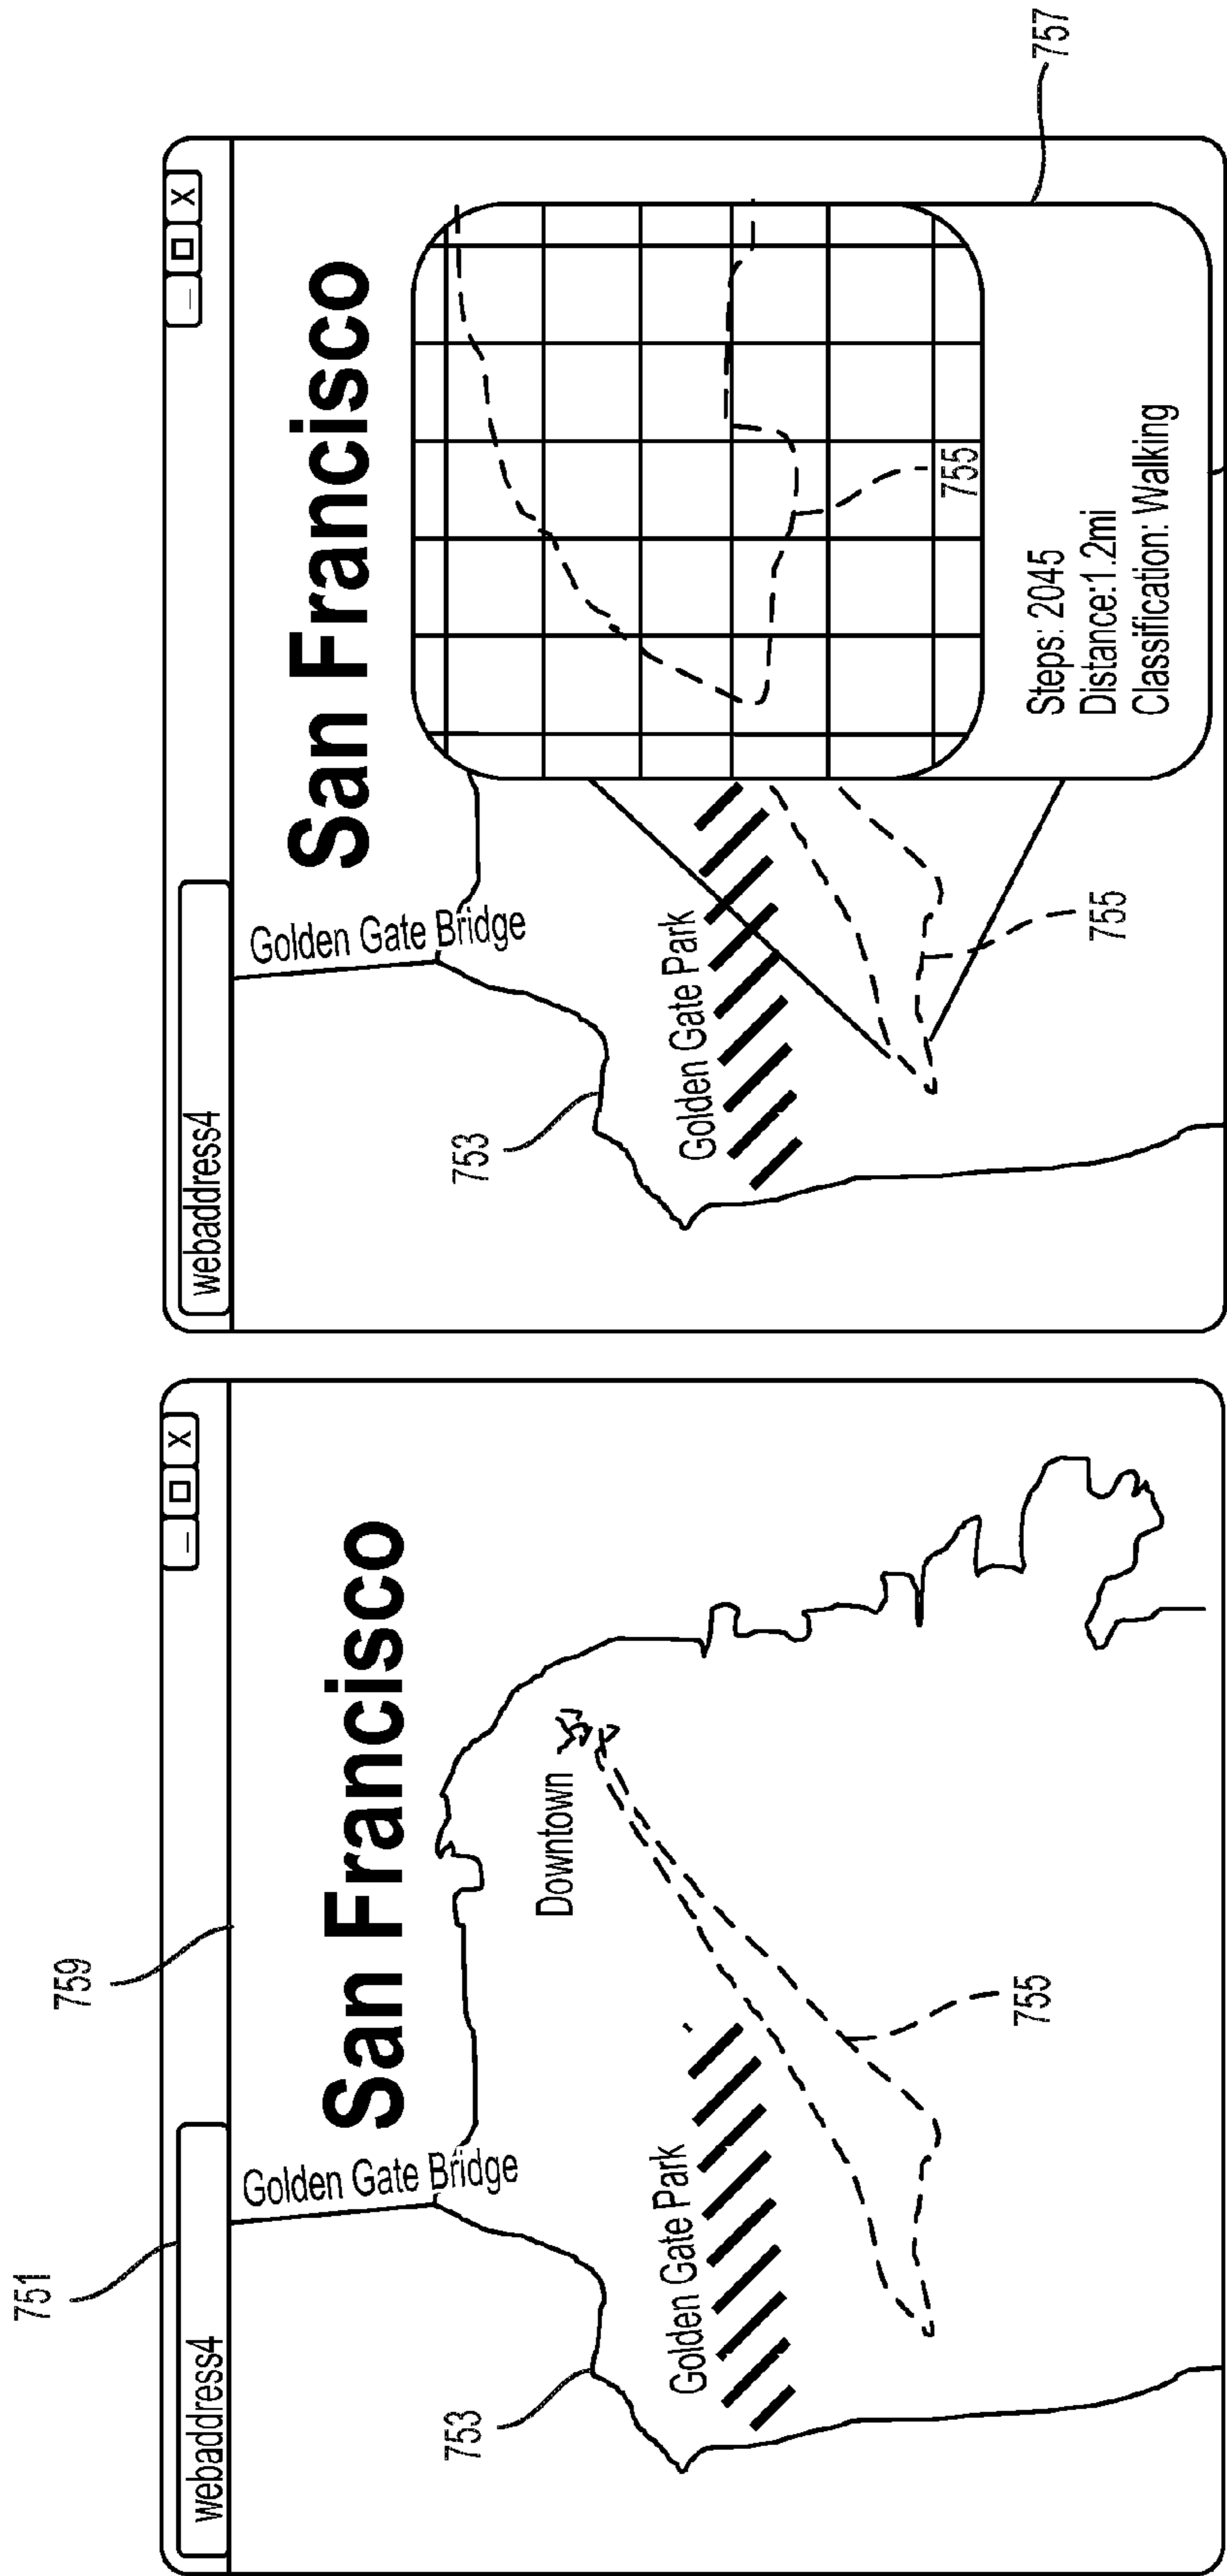 751
759
webaddress4
_
X
San Francisco
Golden Gate Bridge
753
Downtown
Golden Gate Park
755
webaddress4
_
X
San Francisco
Golden Gate Bridge
753
Golden Gate Park
755
755
Steps: 2045
Distance:1.2mi
Classification: Walking
757